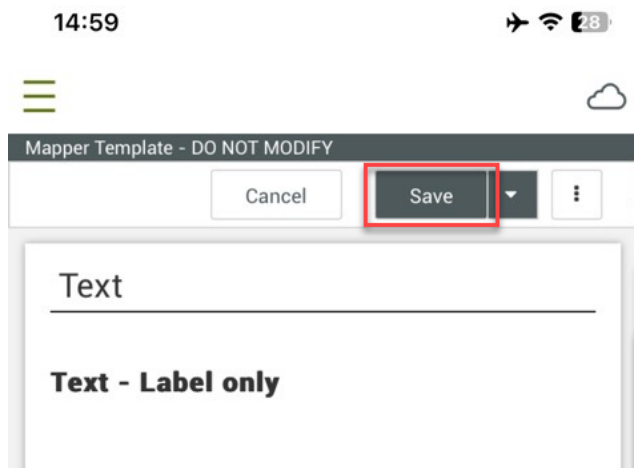 14:59 28
Mapper Template - DO NOT MODIFY
Cancel Save
Text
Text - Label only